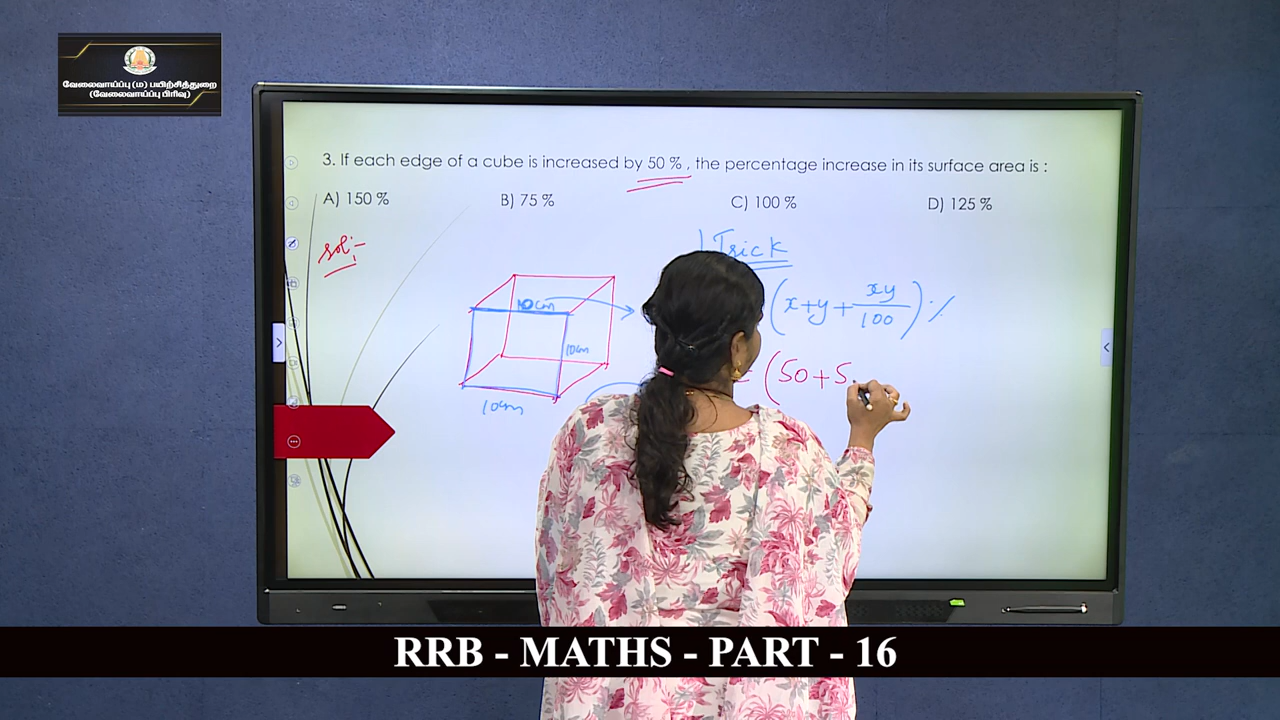 வேலைவாய்ப்பு (ம) பயிற்சித்துறை
(வேலைவாய்ப்பு பிரிவு)
3. If each edge of a cube is increased by 50 % , the percentage increase in its surface area is :
A) 150 %
B) 75 %
C) 100 %
D) 125 %
Sol:-
Trick
10cm
(x+y+xy/100)%
10cm
(50+5
10cm
RRB - MATHS - PART - 16